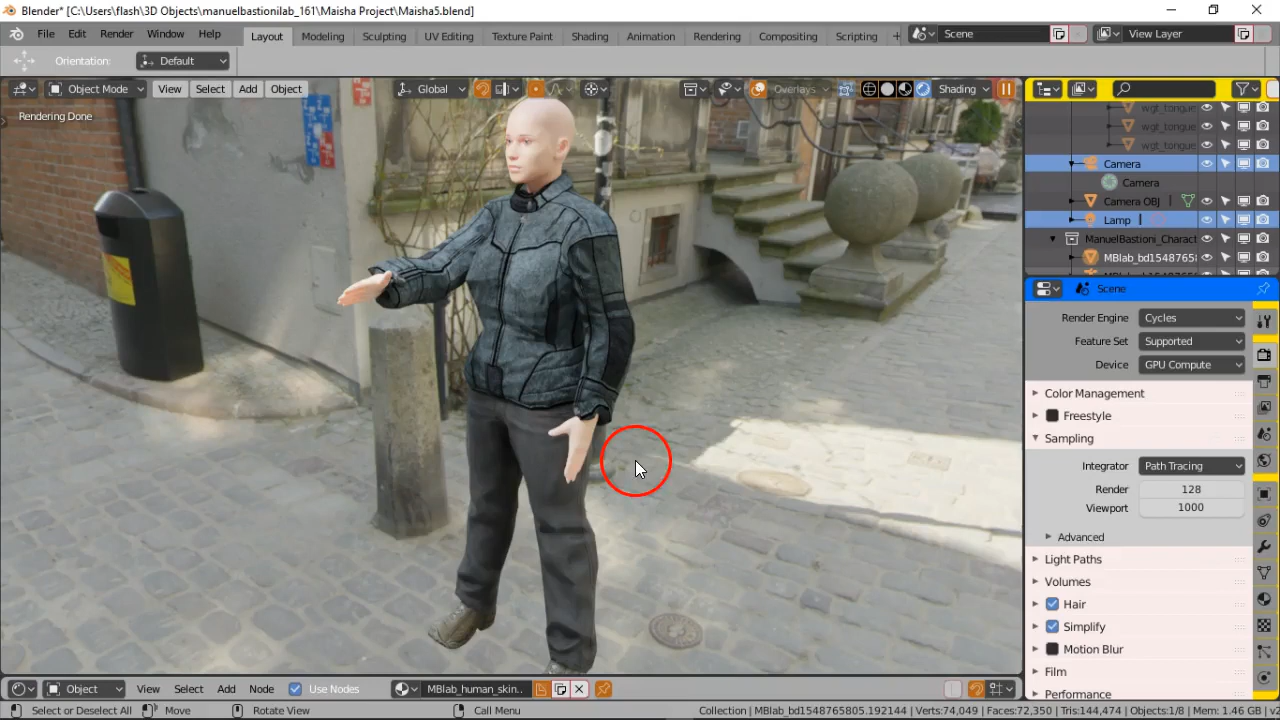 Blender* [C:\Users\flash\3D Objects\manuelbastionilab_161\Maisha Project\Maisha5.blend]
File Edit Render Window Help Layout Modeling Sculpting UV Editing Texture Paint Shading Animation Rendering Compositing Scripting + Scene View Layer
Orientation: Default
Object Mode View Select Add Object Global Overlays Shading
Rendering Done
wgt_tongue
wgt_tongue
wgt_tongue
Camera
Camera
Camera OBJ
Lamp
ManuelBastioni_Charact
MBlab_bd15487658
Scene
Render Engine Cycles
Feature Set Supported
Device GPU Compute
Color Management
Freestyle
Sampling
Integrator Path Tracing
Render 128
Viewport 1000
Advanced
Light Paths
Volumes
Hair
Simplify
Motion Blur
Film
Performance
Object View Select Add Node Use Nodes MBlab_human_skin..
Select or Deselect All Move Rotate View Call Menu Collection | MBlab_bd1548765805.192144 | Verts:74,049 | Faces:72,350 | Tris:144,474 | Objects:1/8 | Mem: 1.46 GB | v2